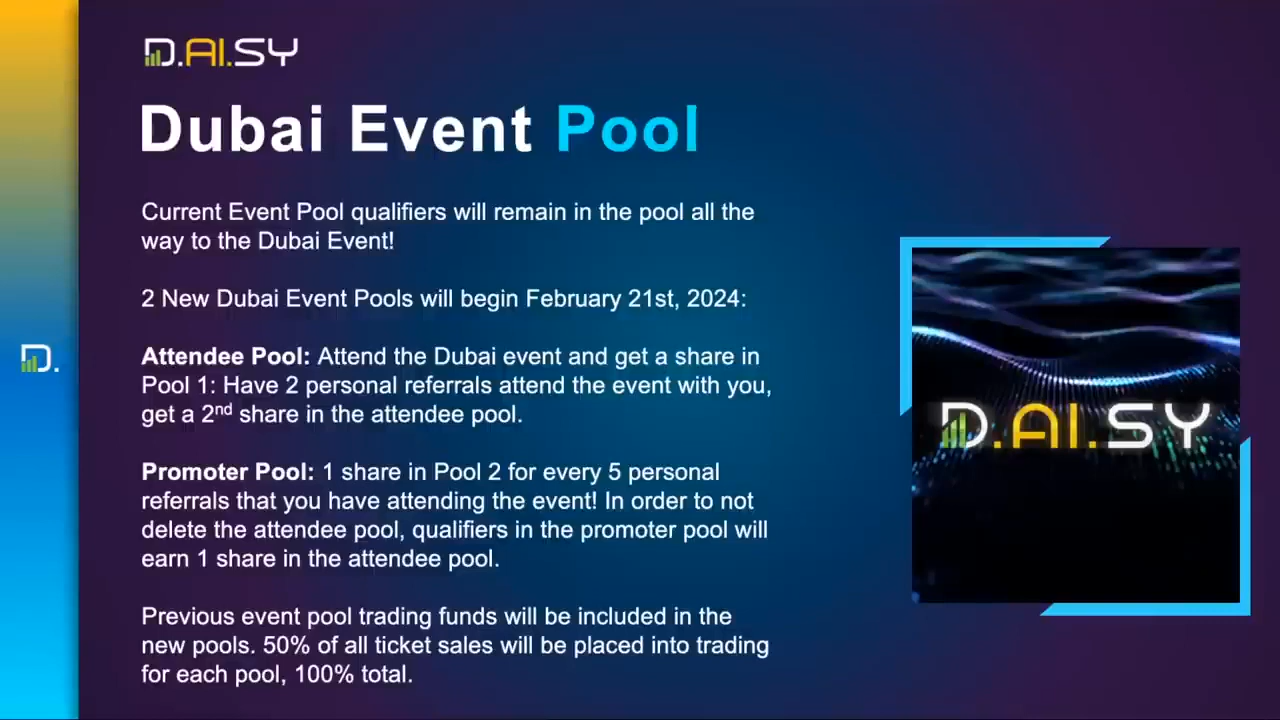 D.AI.SY
Dubai Event Pool
Current Event Pool qualifiers will remain in the pool all the
way to the Dubai Event!
2 New Dubai Event Pools will begin February 21st, 2024:
Attendee Pool: Attend the Dubai event and get a share in
Pool 1: Have 2 personal referrals attend the event with you,
get a 2nd share in the attendee pool.
Promoter Pool: 1 share in Pool 2 for every 5 personal
referrals that you have attending the event! In order to not
delete the attendee pool, qualifiers in the promoter pool will
earn 1 share in the attendee pool.
Previous event pool trading funds will be included in the
new pools. 50% of all ticket sales will be placed into trading
for each pool, 100% total.
D.
D.AI.SY